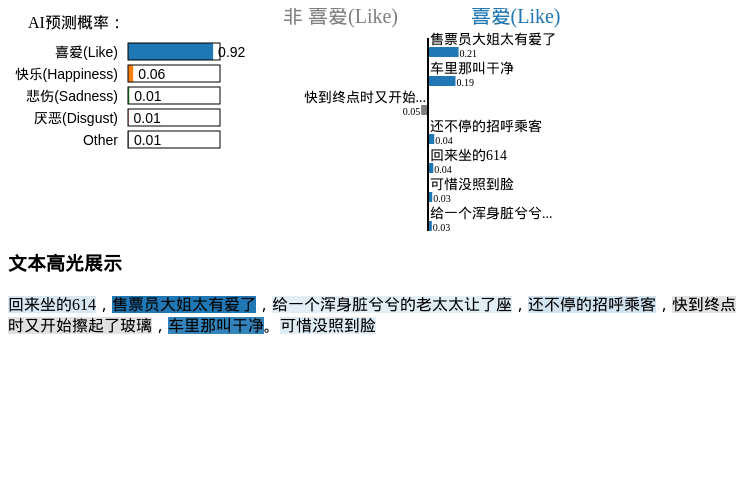 AI预测概率：
喜爱(Like) 0.92
快乐(Happiness) 0.06
悲伤(Sadness) 0.01
厌恶(Disgust) 0.01
Other 0.01
非 喜爱(Like) 喜爱(Like)
售票员大姐太有爱了
0.21
车里那叫干净
0.19
快到终点时又开始...
0.05
还不停的招呼乘客
0.04
回来坐的614
0.04
可惜没照到脸
0.03
给一个浑身脏兮兮...
0.03
文本高光展示
回来坐的614，售票员大姐太有爱了，给一个浑身脏兮兮的老太太让了座，还不停的招呼乘客，快到终点
时又开始擦起了玻璃，车里那叫干净。可惜没照到脸